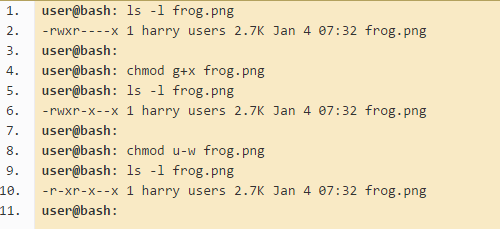 1. user@bash: ls -l frog.png
2. -rwxr----x 1 harry users 2.7K Jan 4 07:32 frog.png
3. user@bash:
4. user@bash: chmod g+x frog.png
5. user@bash: ls -l frog.png
6. -rwxr-x--x 1 harry users 2.7K Jan 4 07:32 frog.png
7. user@bash:
8. user@bash: chmod u-w frog.png
9. user@bash: ls -l frog.png
10. -r-xr-x--x 1 harry users 2.7K Jan 4 07:32 frog.png
11. user@bash: